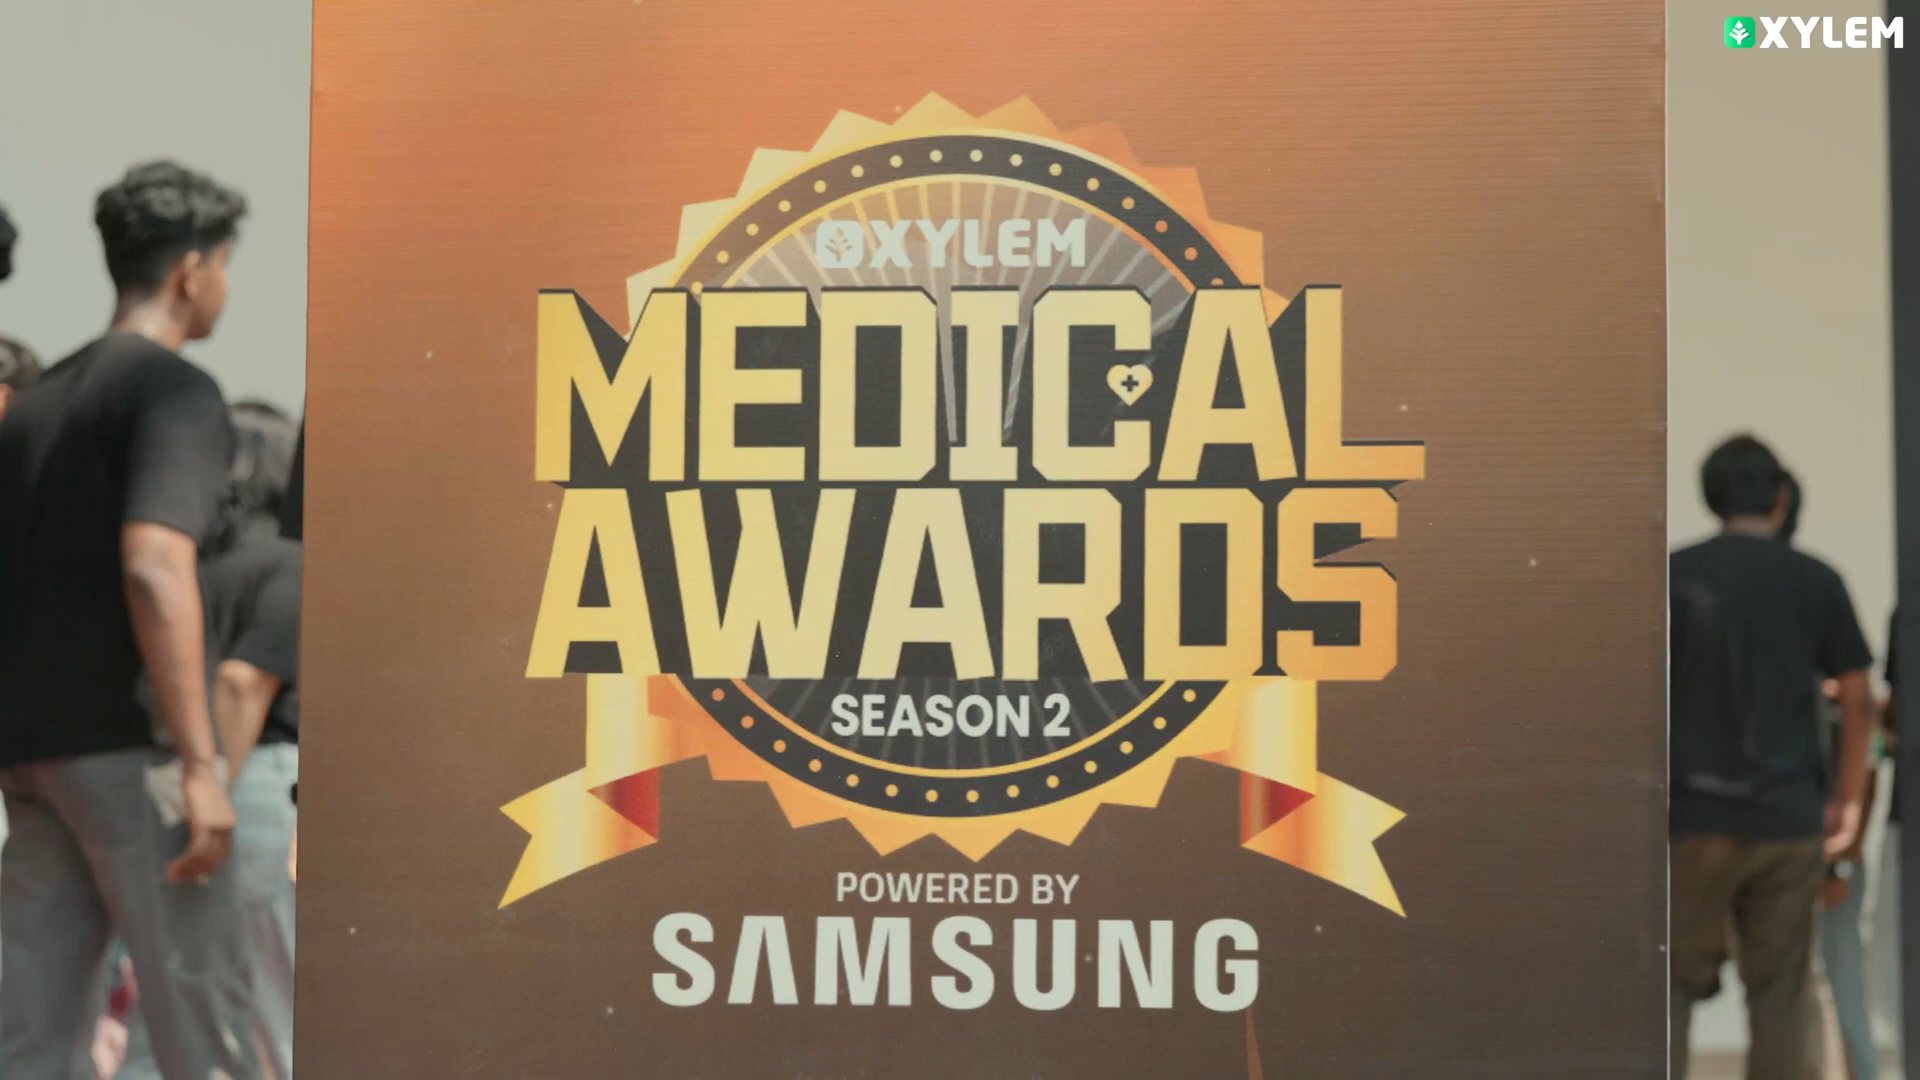 XYLEM
XYLEM
MEDICAL
AWARDS
SEASON 2
POWERED BY
SAMSUNG